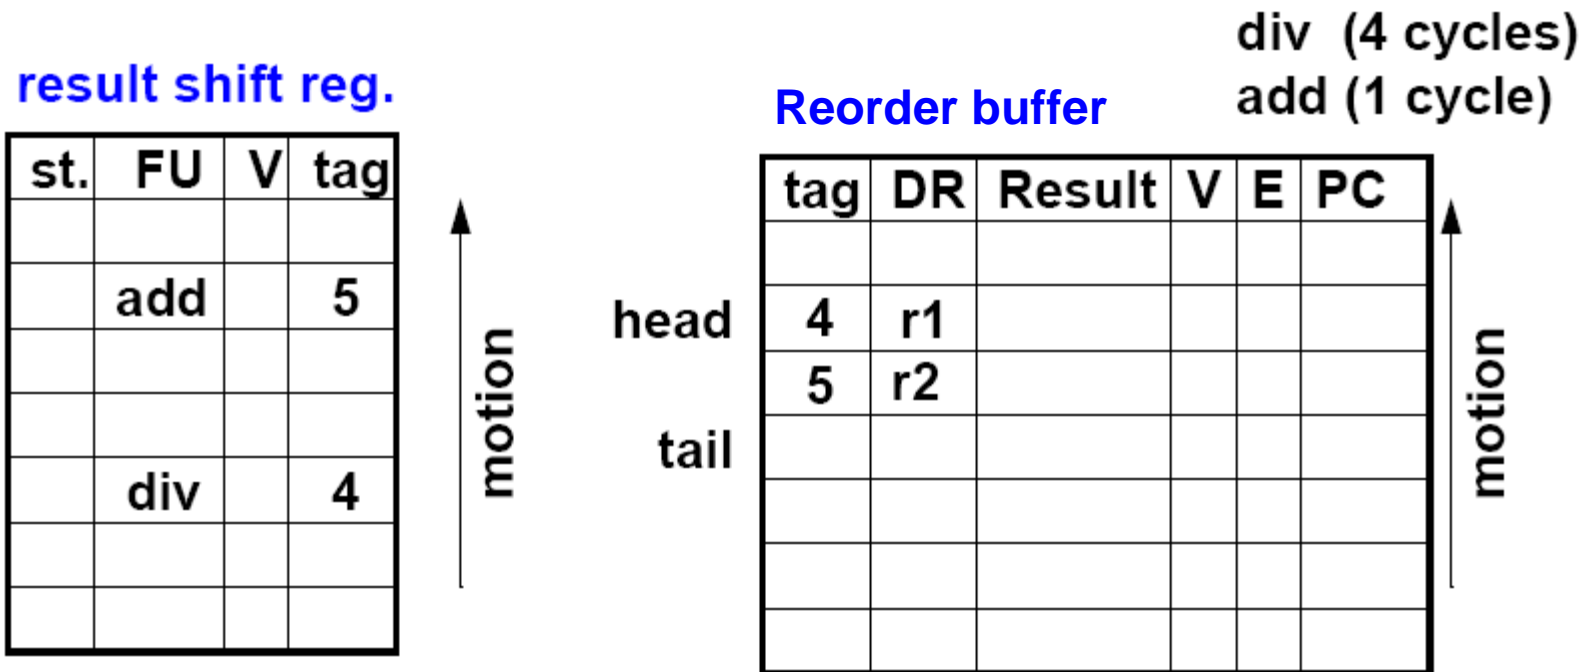 div (4 cycles)
add (1 cycle)
result shift reg.
st. FU V tag
add 5
div 4
motion
Reorder buffer
tag DR Result V E PC
head 4 r1
5 r2
tail
motion